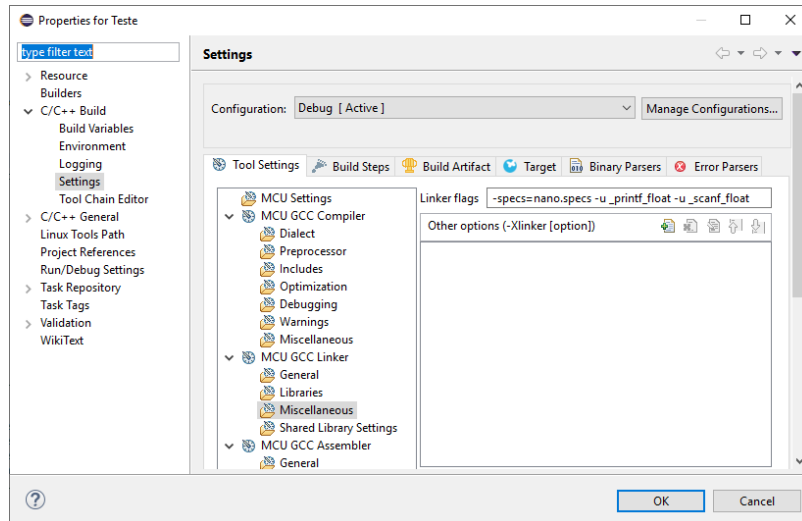 Properties for Teste
type filter text
Settings
Resource
Builders
C/C++ Build
Build Variables
Environment
Logging
Settings
Tool Chain Editor
C/C++ General
Linux Tools Path
Project References
Run/Debug Settings
Task Repository
Task Tags
Validation
WikiText
Configuration: Debug [ Active ] Manage Configurations...
Tool Settings Build Steps Build Artifact Target Binary Parsers Error Parsers
MCU Settings
MCU GCC Compiler
Dialect
Preprocessor
Includes
Optimization
Debugging
Warnings
Miscellaneous
MCU GCC Linker
General
Libraries
Miscellaneous
Shared Library Settings
MCU GCC Assembler
General
Linker flags -specs=nano.specs -u _printf_float -u _scanf_float
Other options (-Xlinker [option])
OK Cancel